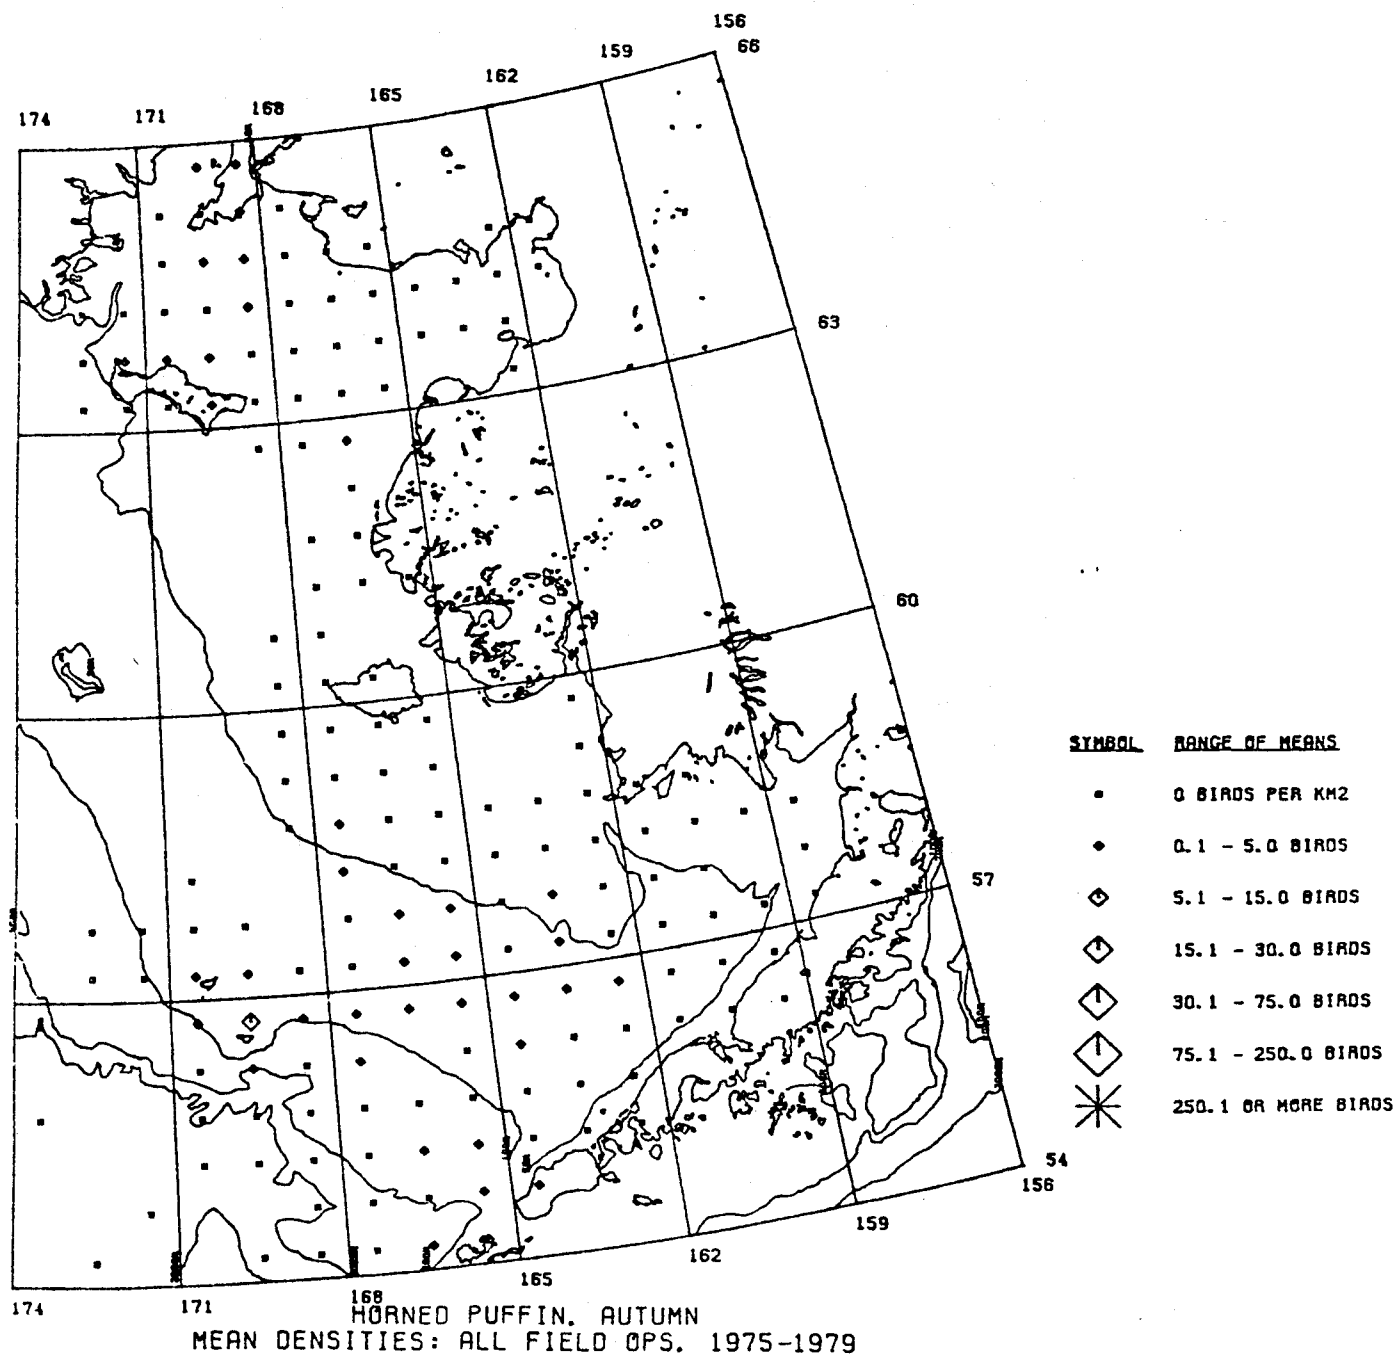 156
159
66
162
165
168
171
174
63
60
SYMBOL RANGE OF MEANS
0 BIRDS PER KM2
0.1 - 5.0 BIRDS
57
5.1 - 15.0 BIRDS
15.1 - 30.0 BIRDS
30.1 - 75.0 BIRDS
75.1 - 250.0 BIRDS
250.1 OR MORE BIRDS
54
156
159
162
165
168
171
174
HORNED PUFFIN. AUTUMN
MEAN DENSITIES: ALL FIELD OPS. 1975-1979